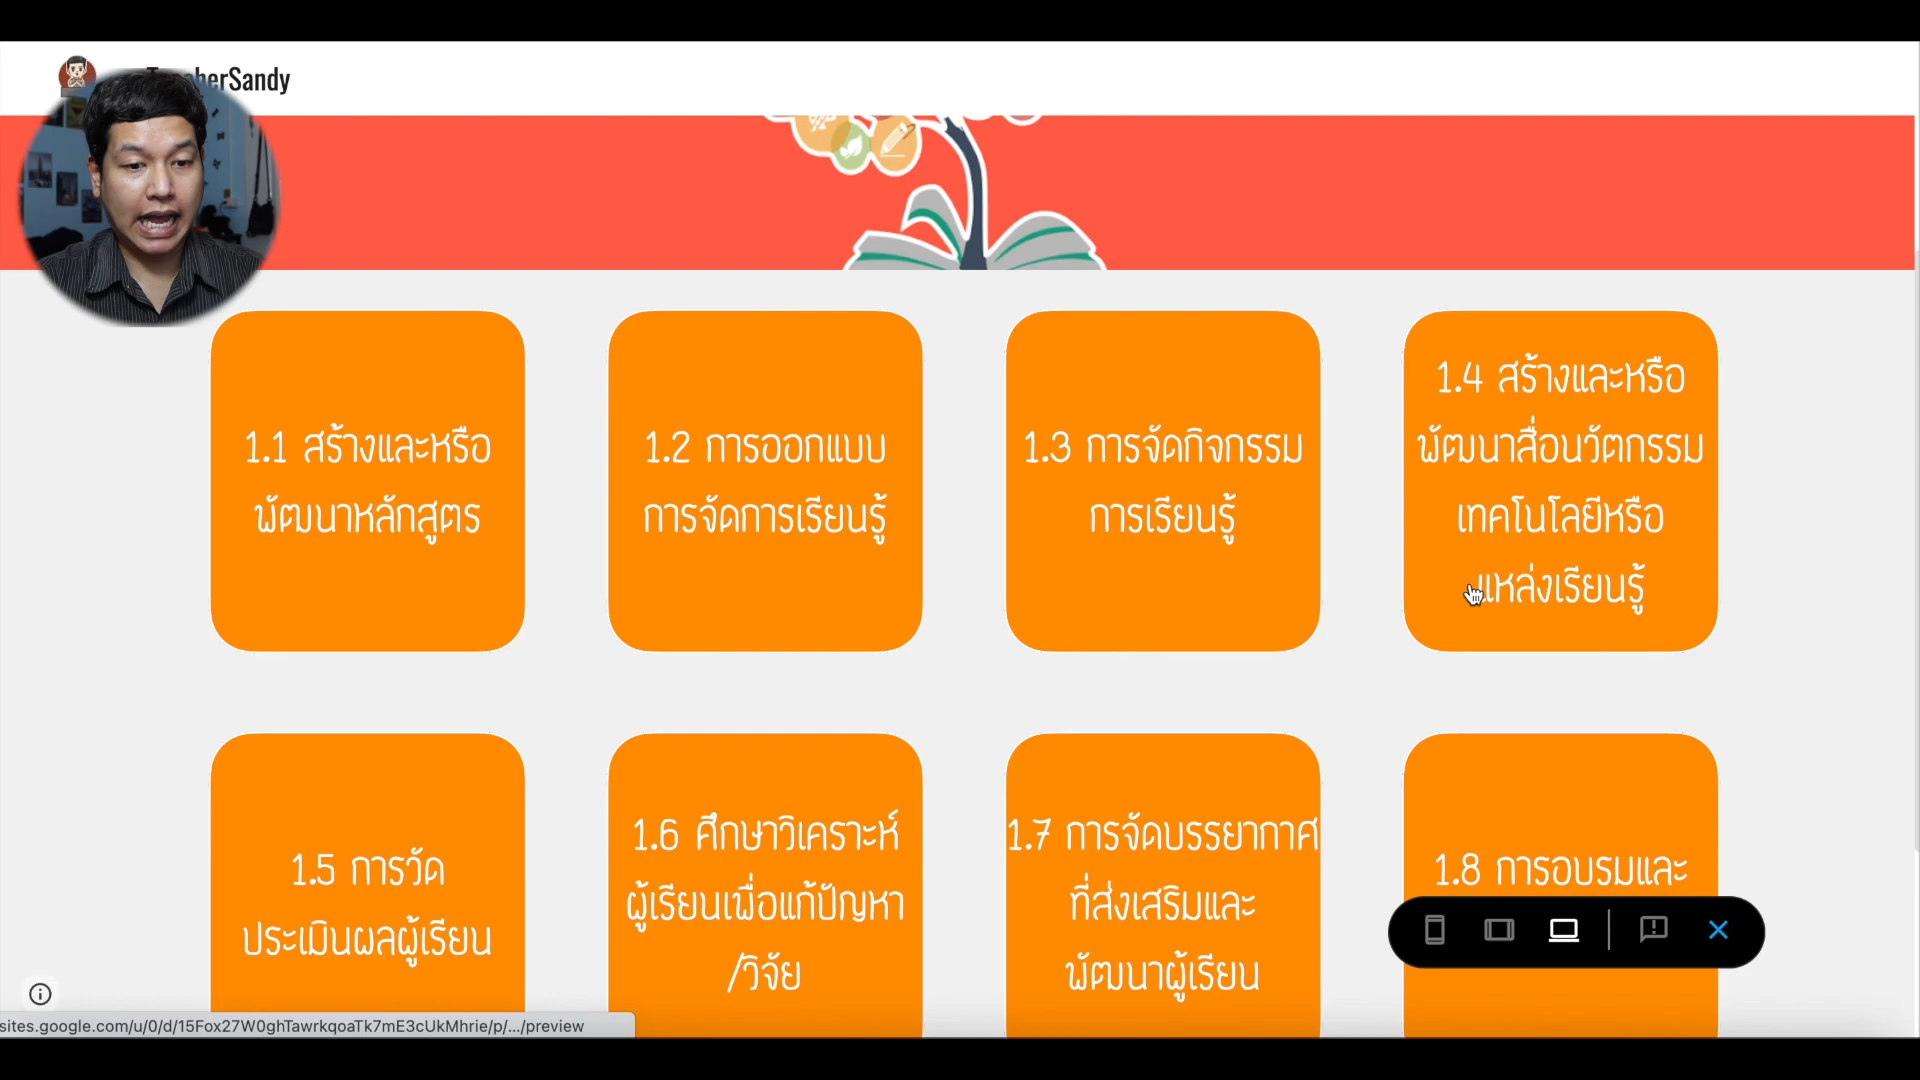 herSandy
1.1 สร้างและหรือ
พัฒนาหลักสูตร
1.2 การออกแบบ
การจัดการเรียนรู้
1.3 การจัดกิจกรรม
การเรียนรู้
1.4 สร้างและหรือ
พัฒนาสื่อนวัตกรรม
เทคโนโลยีหรือ
แหล่งเรียนรู้
1.5 การวัด
ประเมินผลผู้เรียน
1.6 ศึกษาวิเคราะห์
ผู้เรียนเพื่อแก้ปัญหา
/วิจัย
1.7 การจัดบรรยากาศ
ที่ส่งเสริมและ
พัฒนาผู้เรียน
1.8 การอบรมและ
sites.google.com/u/0/d/15Fox27W0ghTawrkqoaTk7mE3cUkMhrie/p/.../preview